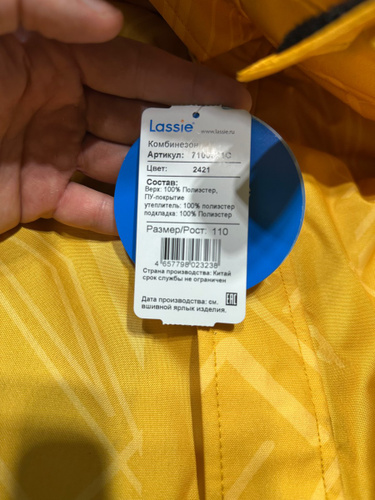 Lassie®
www.lassie.ru
Комбинезон
Артикул:
Цвет: 2421
Состав:
Верх: 100% Полиэстер,
ПУ-покрытие
утеплитель: 100% полиэстер
подкладка: 100% Полиэстер
Размер/Рост: 110
4 657798 023238
Страна производства: Китай
срок службы не ограничен
Дата производства: см.
вшивной ярлык изделия.
EAC